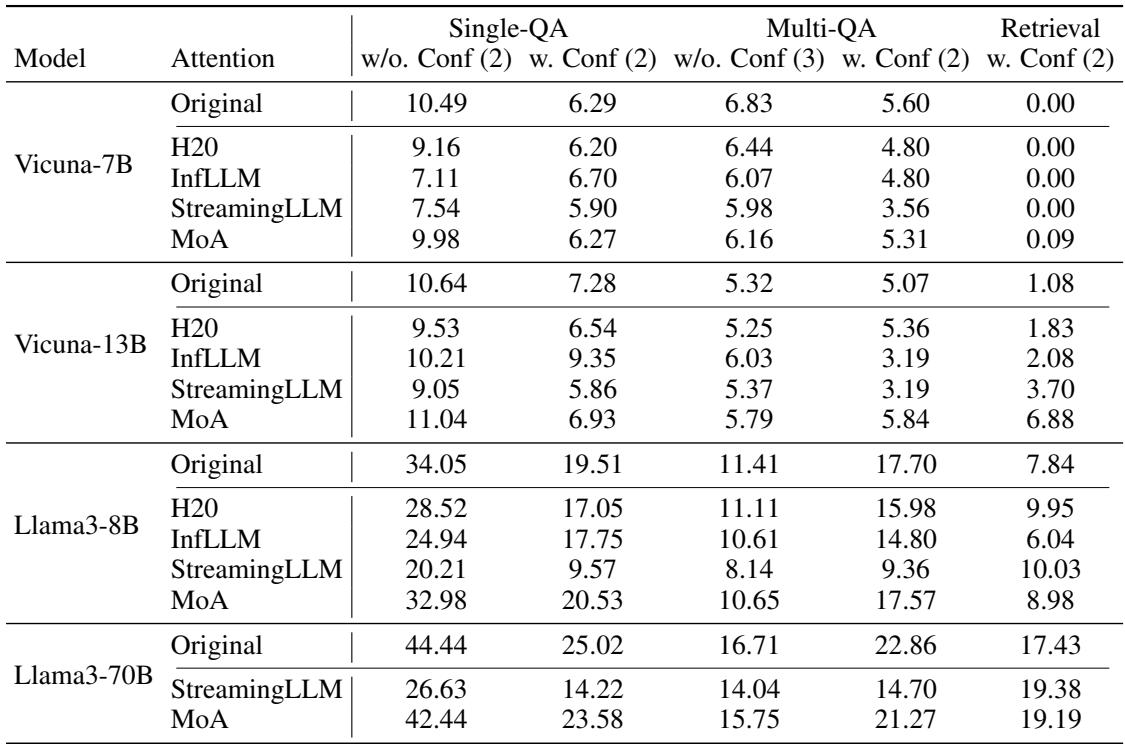 Single-QA Multi-QA Retrieval
Model Attention w/o. Conf (2) w. Conf (2) w/o. Conf (3) w. Conf (2) w. Conf (2)
Original 10.49 6.29 6.83 5.60 0.00
Vicuna-7B
H20 9.16 6.20 6.44 4.80 0.00
InfLLM 7.11 6.70 6.07 4.80 0.00
StreamingLLM 7.54 5.90 5.98 3.56 0.00
MoA 9.98 6.27 6.16 5.31 0.09
Original 10.64 7.28 5.32 5.07 1.08
Vicuna-13B
H20 9.53 6.54 5.25 5.36 1.83
InfLLM 10.21 9.35 6.03 3.19 2.08
StreamingLLM 9.05 5.86 5.37 3.19 3.70
MoA 11.04 6.93 5.79 5.84 6.88
Original 34.05 19.51 11.41 17.70 7.84
Llama3-8B
H20 28.52 17.05 11.11 15.98 9.95
InfLLM 24.94 17.75 10.61 14.80 6.04
StreamingLLM 20.21 9.57 8.14 9.36 10.03
MoA 32.98 20.53 10.65 17.57 8.98
Original 44.44 25.02 16.71 22.86 17.43
Llama3-70B
StreamingLLM 26.63 14.22 14.04 14.70 19.38
MoA 42.44 23.58 15.75 21.27 19.19